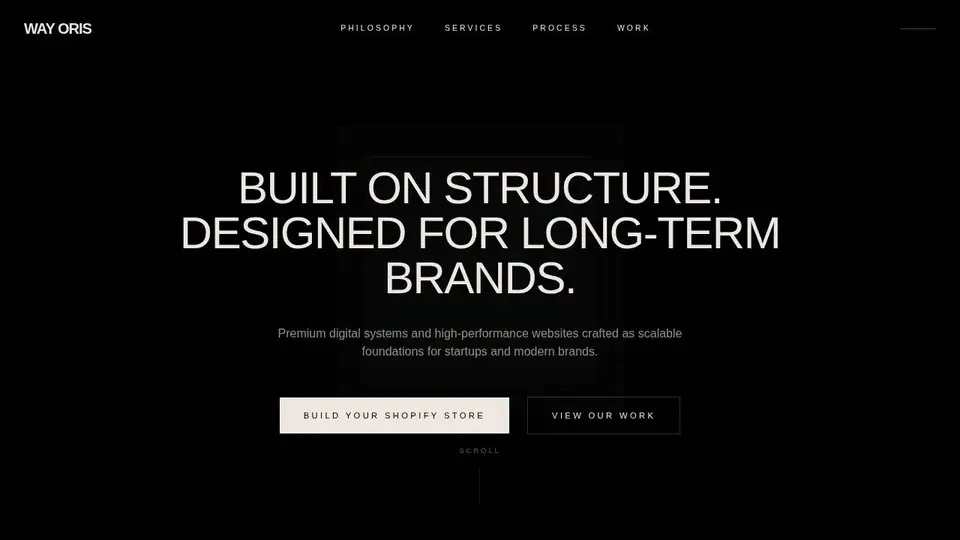 WAY ORIS
PHILOSOPHY SERVICES PROCESS WORK
BUILT ON STRUCTURE.
DESIGNED FOR LONG-TERM
BRANDS.
Premium digital systems and high-performance websites crafted as scalable
foundations for startups and modern brands.
BUILD YOUR SHOPIFY STORE
VIEW OUR WORK
SCROLL